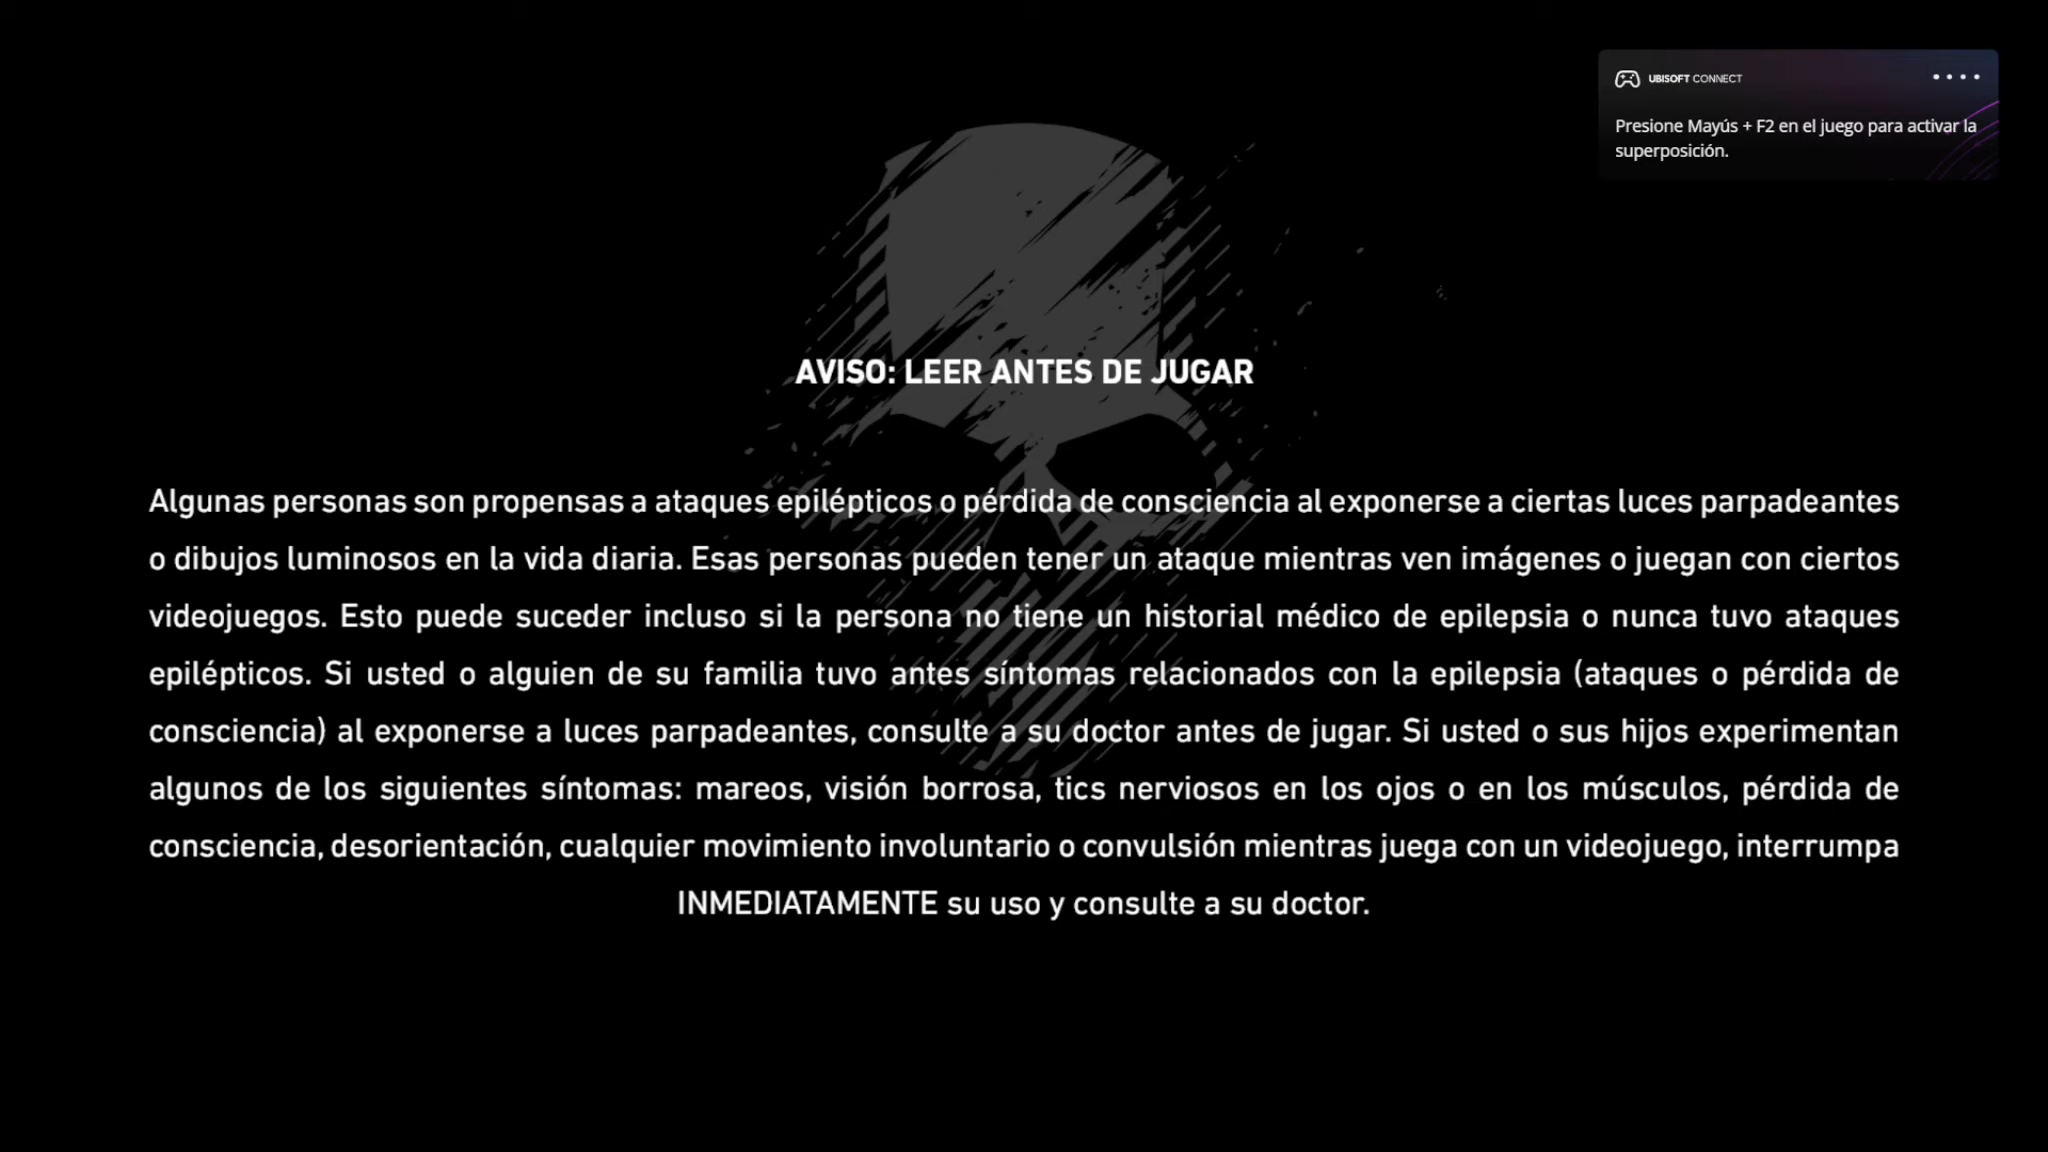 UBISOFT CONNECT
Presione Mayús + F2 en el juego para activar la
superposición.
AVISO: LEER ANTES DE JUGAR
Algunas personas son propensas a ataques epilépticos o pérdida de consciencia al exponerse a ciertas luces parpadeantes
o dibujos luminosos en la vida diaria. Esas personas pueden tener un ataque mientras ven imágenes o juegan con ciertos
videojuegos. Esto puede suceder incluso si la persona no tiene un historial médico de epilepsia o nunca tuvo ataques
epilépticos. Si usted o alguien de su familia tuvo antes síntomas relacionados con la epilepsia (ataques o pérdida de
consciencia) al exponerse a luces parpadeantes, consulte a su doctor antes de jugar. Si usted o sus hijos experimentan
algunos de los siguientes síntomas: mareos, visión borrosa, tics nerviosos en los ojos o en los músculos, pérdida de
consciencia, desorientación, cualquier movimiento involuntario o convulsión mientras juega con un videojuego, interrumpa
INMEDIATAMENTE su uso y consulte a su doctor.